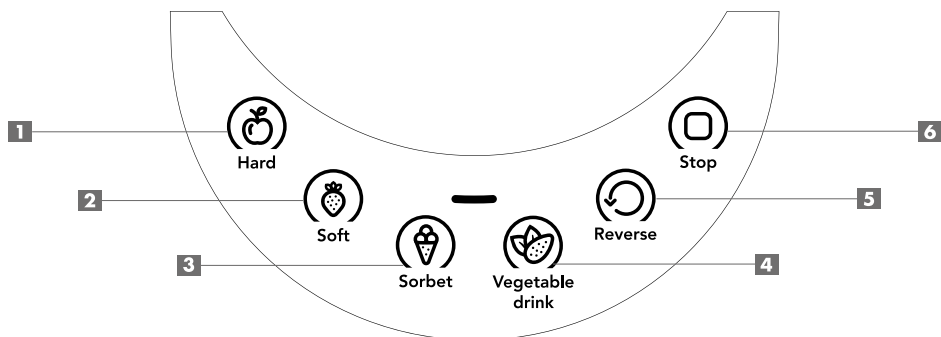 1
Hard
2
Soft
3
Sorbet
4
Vegetable
drink
5
Reverse
6
Stop